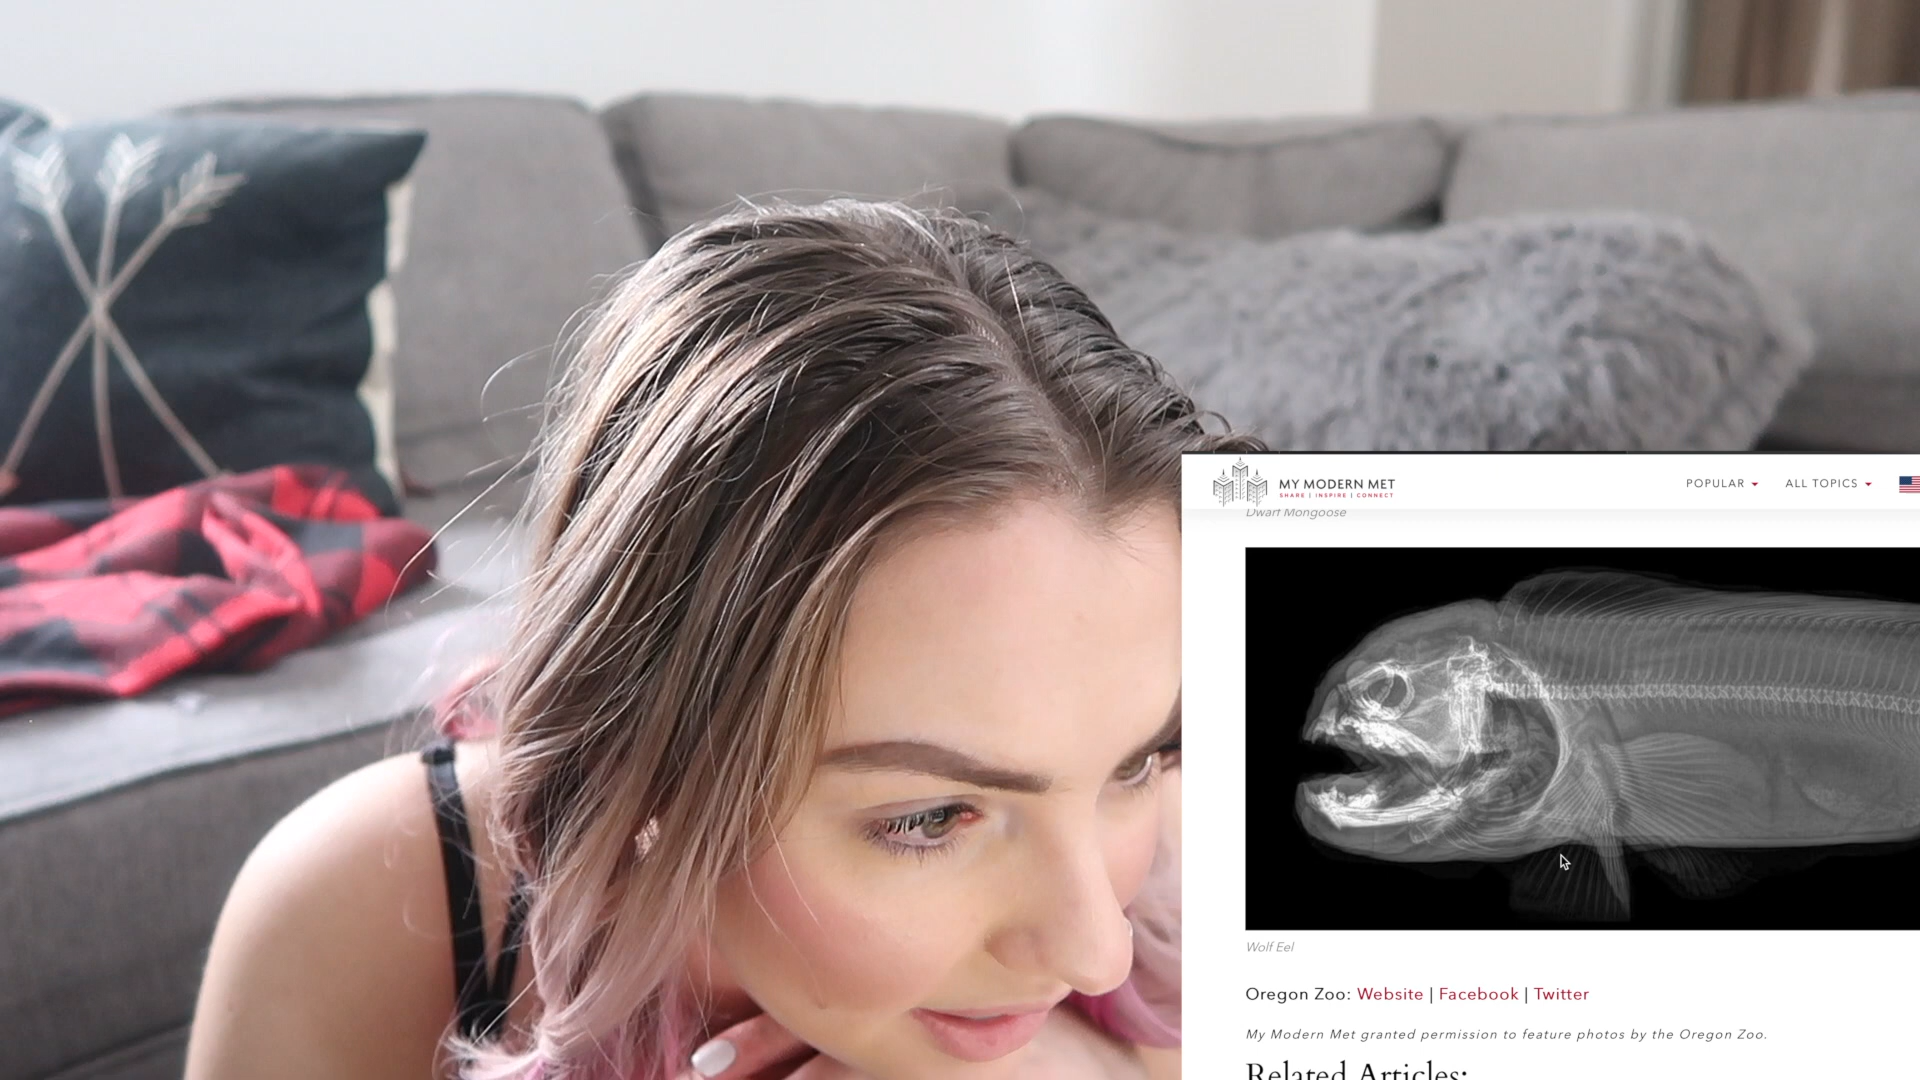 MY MODERN MET
SHARE | INSPIRE | CONNECT
POPULAR
ALL TOPICS
Dwarf Mongoose
Wolf Eel
Oregon Zoo: Website | Facebook | Twitter
My Modern Met granted permission to feature photos by the Oregon Zoo.
Related Articles: